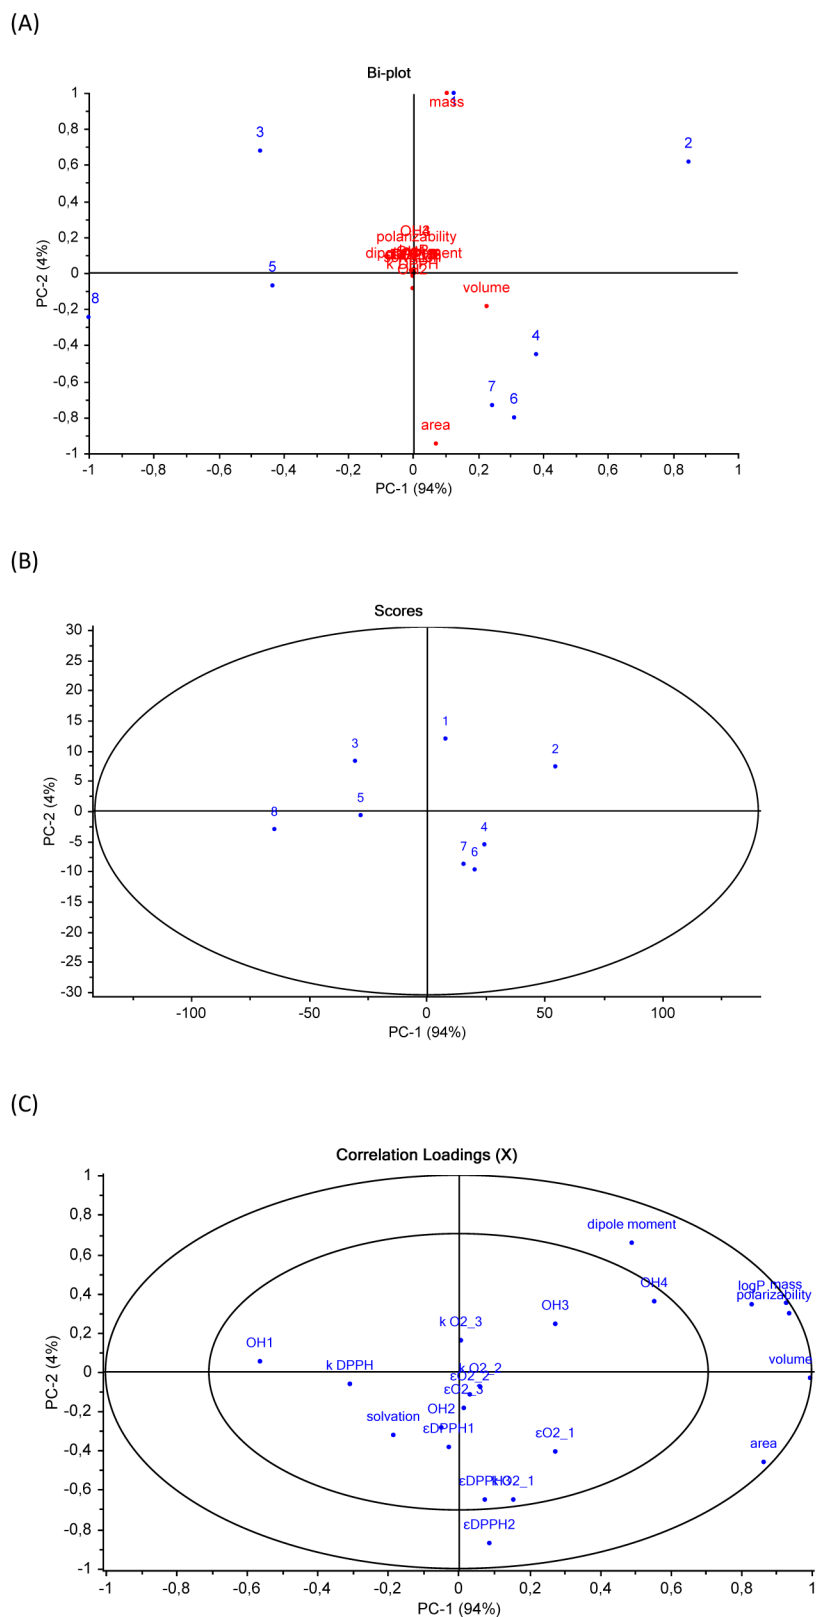 (A)
Bi-plot
PC-2 (4%)
1
0,8
0,6
0,4
0,2
0
-0,2
-0,4
-0,6
-0,8
-1
mass
1
3
2
polarizability
k DPPH
5
8
volume
4
7
6
area
-1 -0,8 -0,6 -0,4 -0,2 0 0,2 0,4 0,6 0,8 1
PC-1 (94%)
(B)
Scores
PC-2 (4%)
30
25
20
15
10
5
0
-5
-10
-15
-20
-25
-30
1
3
2
5
8
4
7
6
-100 -50 0 50 100
PC-1 (94%)
(C)
Correlation Loadings (X)
PC-2 (4%)
1
0,8
0,6
0,4
0,2
0
-0,2
-0,4
-0,6
-0,8
-1
dipole moment
OH4
logP
mass
polarizability
OH3
k O2_3
OH1
k DPPH
k O2_2
εO2_2
εO2_3
volume
OH2
solvation
εDPPH1
εO2_1
area
εDPPH3
k O2_1
εDPPH2
-1 -0,8 -0,6 -0,4 -0,2 0 0,2 0,4 0,6 0,8 1
PC-1 (94%)